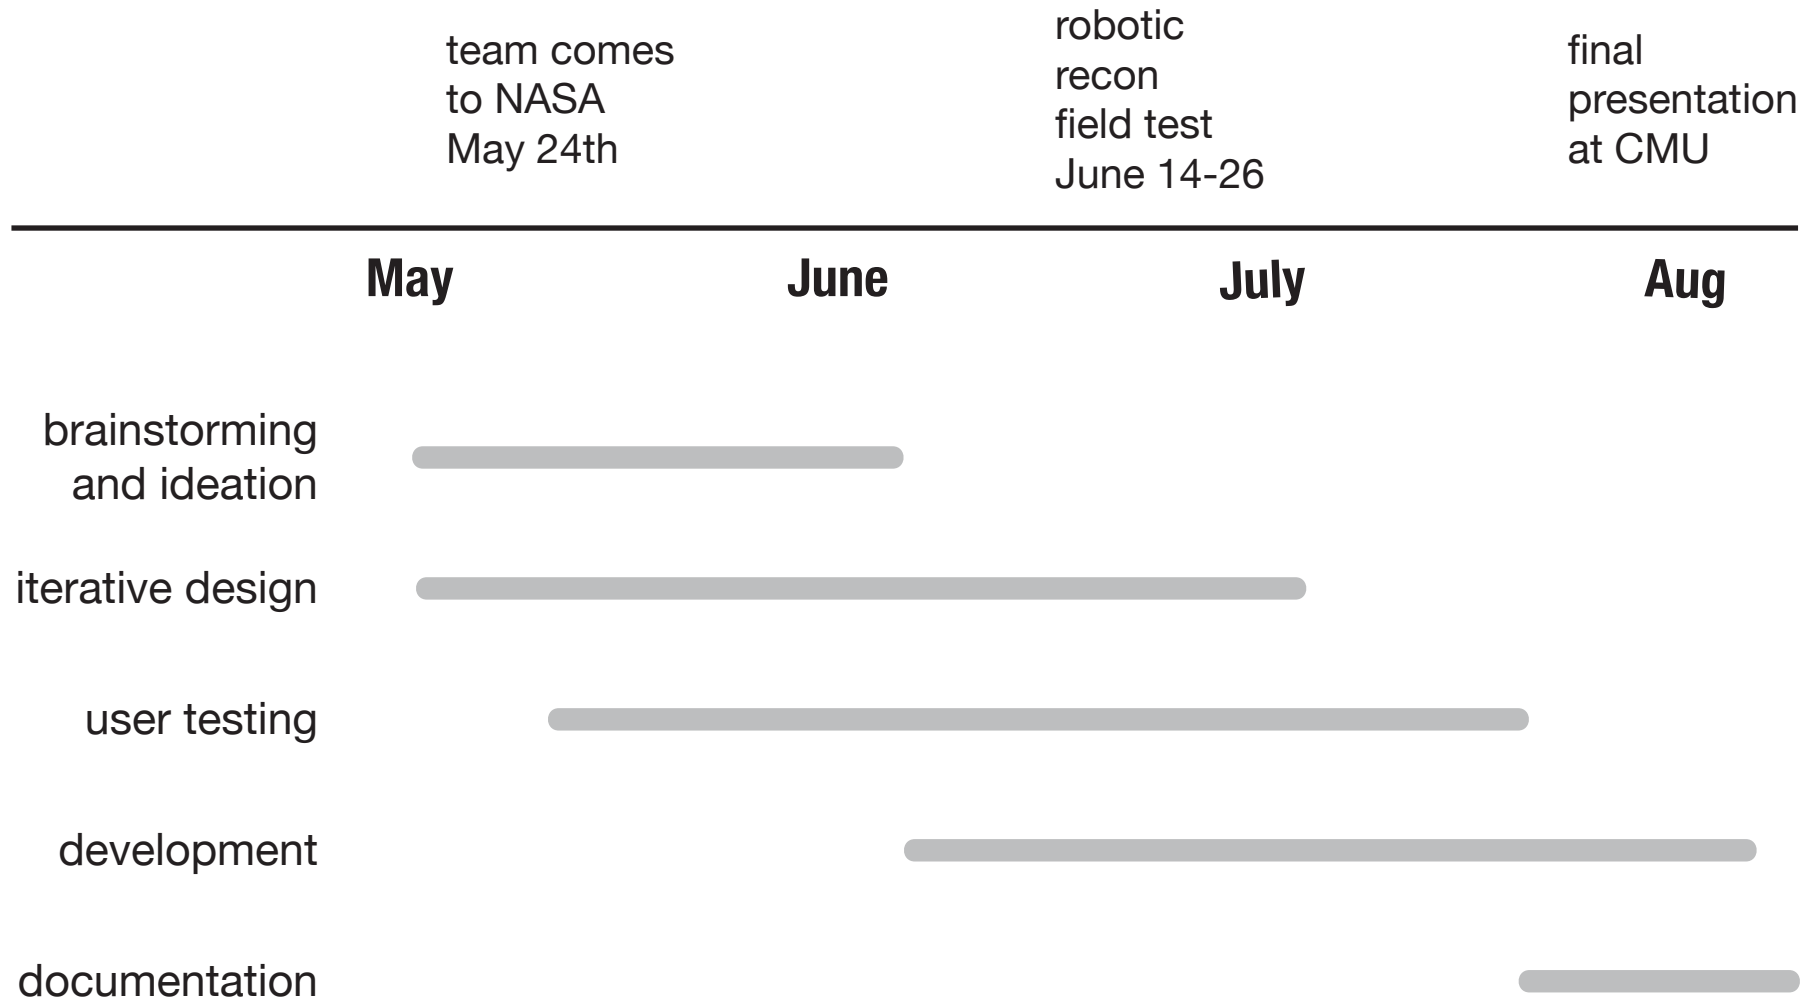 team comes
to NASA
May 24th
robotic
recon
field test
June 14-26
final
presentation
at CMU
May
June
July
Aug
brainstorming
and ideation
iterative design
user testing
development
documentation